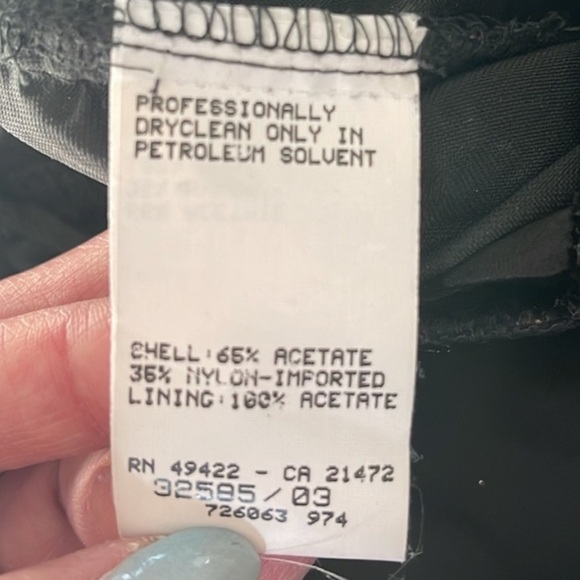 PROFESSIONALLY
DRYCLEAN ONLY IN
PETROLEUM SOLVENT
SHELL: 65% ACETATE
35% NYLON-IMPORTED
LINING: 100% ACETATE
RN 49422 - CA 21472
32585/03
726063 974